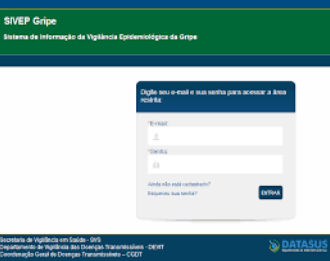 SIVEP Gripe
Sistema de Informação da Vigilância Epidemiológica da Gripe
Digite seu e-mail e sua senha para acessar a área
restrita:
*E-mail:
*Senha:
Ainda não está cadastrado?
Esqueceu sua senha?
ENTRAR
Secretaria de Vigilância em Saúde - SVS
Departamento de Vigilância das Doenças Transmissíveis - DEVIT
Coordenação Geral de Doenças Transmissíveis – CGDT
DATASUS